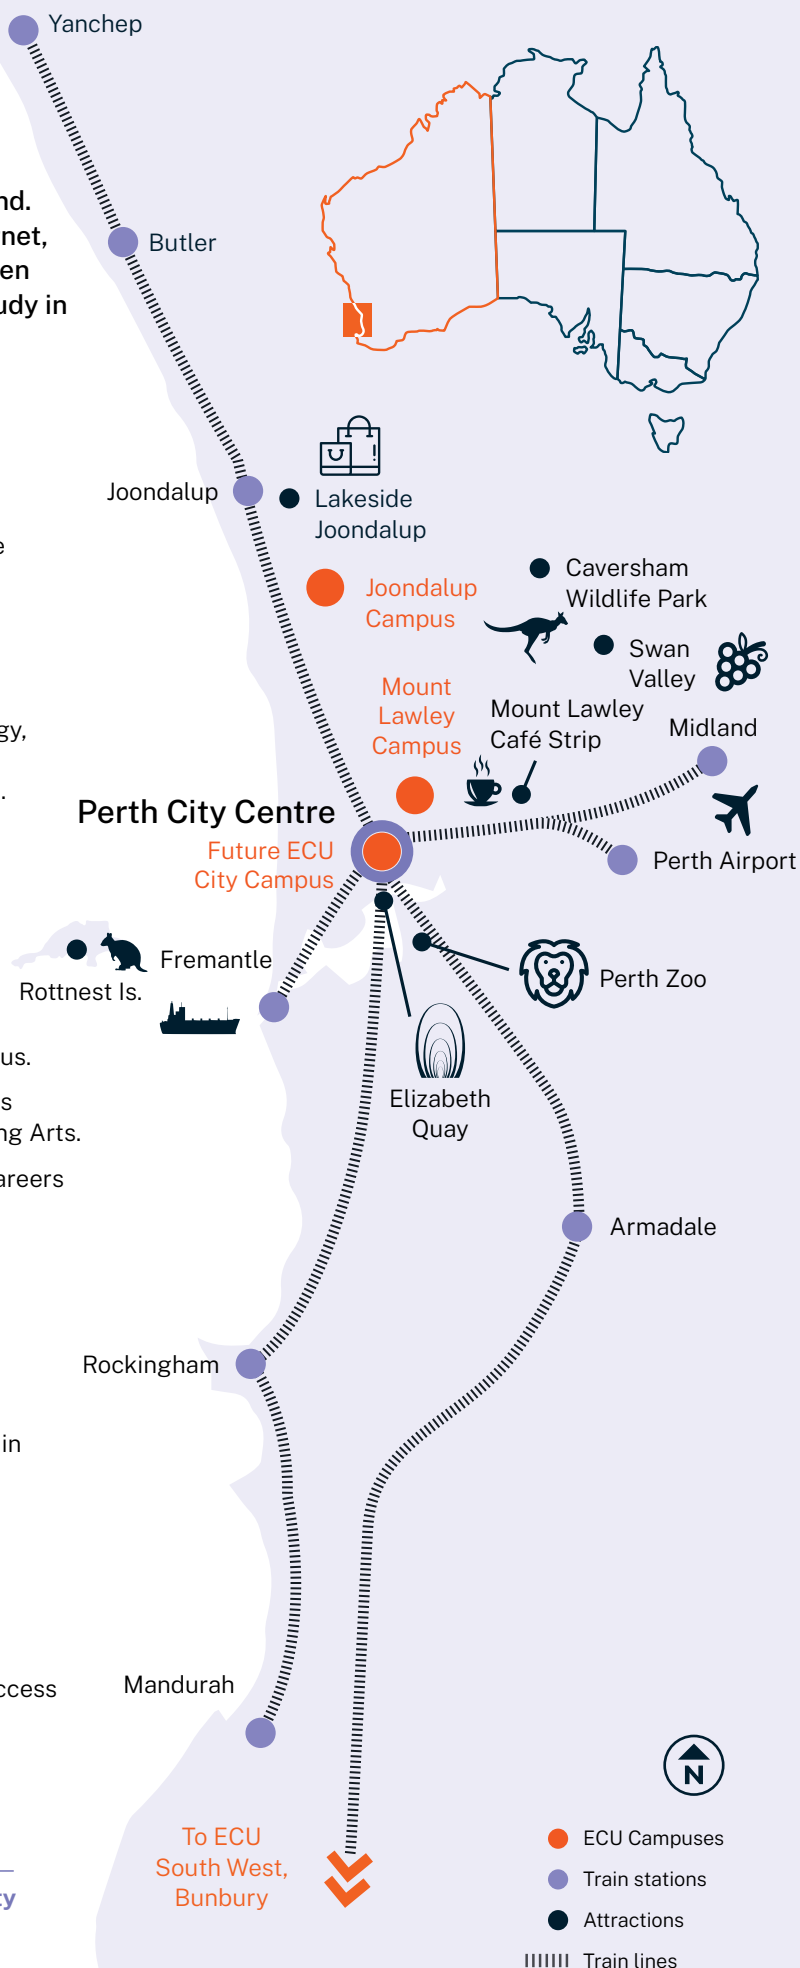 Yanchep
nd.
rnet,
en
udy in
Butler
Joondalup
Lakeside
Joondalup
e
Joondalup
Campus
Caversham
Wildlife Park
Swan
Valley
Mount
Lawley
Campus
Mount Lawley
Café Strip
Midland
gy,
.
Perth City Centre
Future ECU
City Campus
Perth Airport
Fremantle
Rottnest Is.
Perth Zoo
us.
s
ng Arts.
Elizabeth
Quay
areers
Armadale
Rockingham
in
ccess
Mandurah
N
To ECU
South West,
Bunbury
ty
ECU Campuses
Train stations
Attractions
Train lines